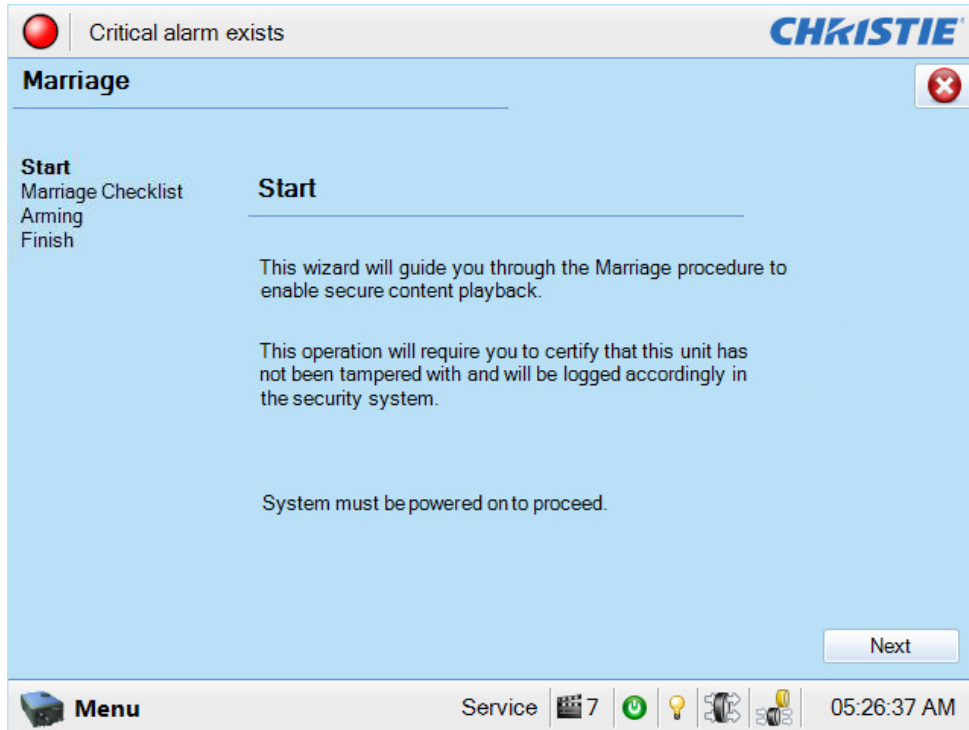 Critical alarm exists
CHRISTIE
Marriage
Start
Marriage Checklist
Arming
Finish
Start
This wizard will guide you through the Marriage procedure to
enable secure content playback.
This operation will require you to certify that this unit has
not been tampered with and will be logged accordingly in
the security system.
System must be powered on to proceed.
Next
Menu
Service
7
05:26:37 AM